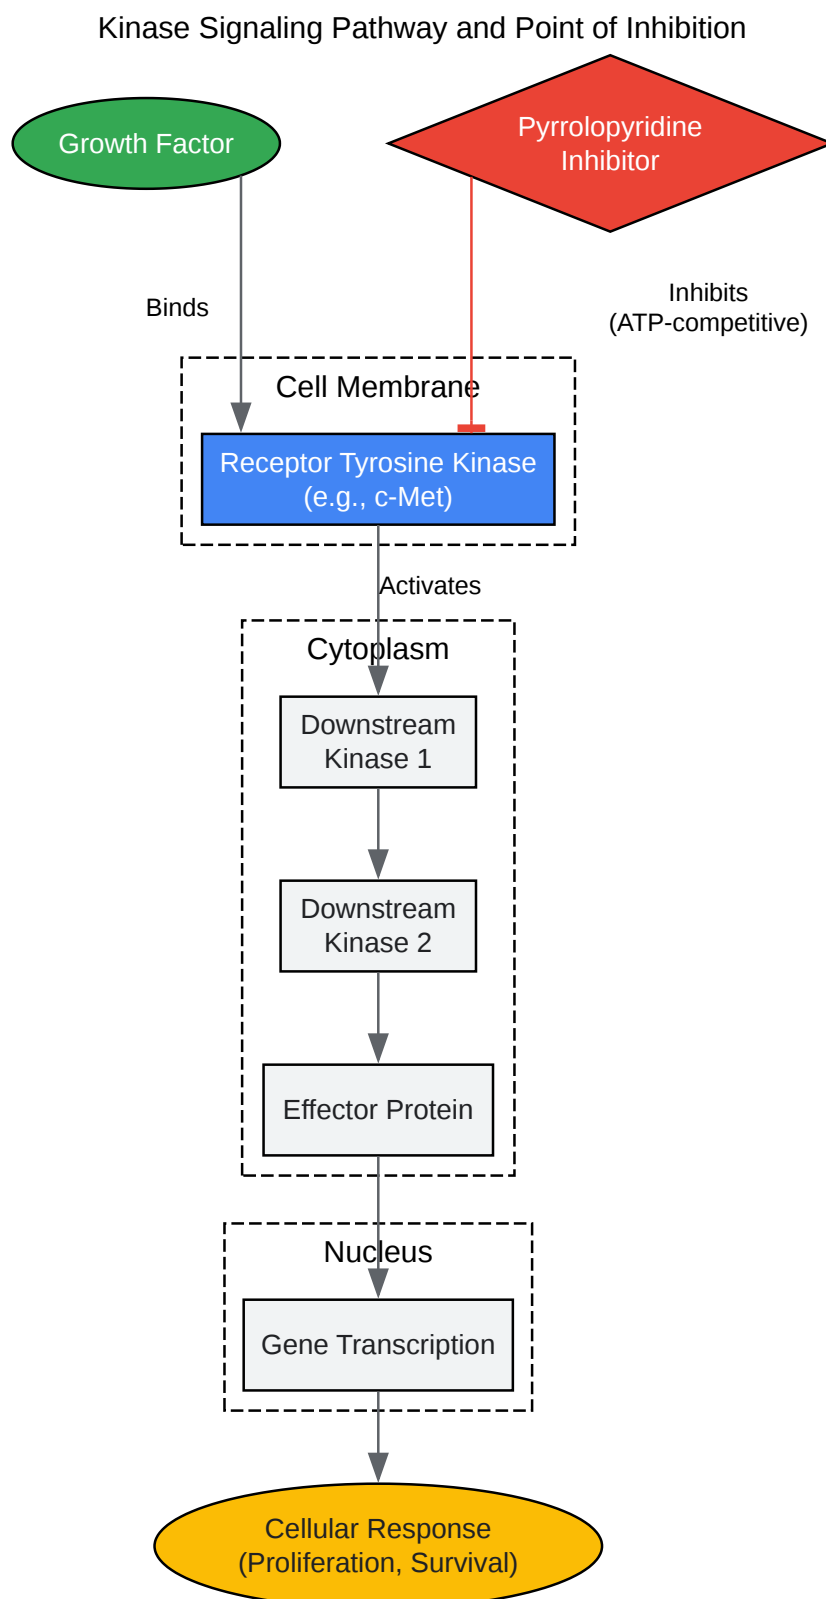 Kinase Signaling Pathway and Point of Inhibition
Growth Factor
Pyrrolopyridine
Inhibitor
Binds
Inhibits
(ATP-competitive)
Cell Membrane
Receptor Tyrosine Kinase
(e.g., c-Met)
Activates
Cytoplasm
Downstream
Kinase 1
Downstream
Kinase 2
Effector Protein
Nucleus
Gene Transcription
Cellular Response
(Proliferation, Survival)